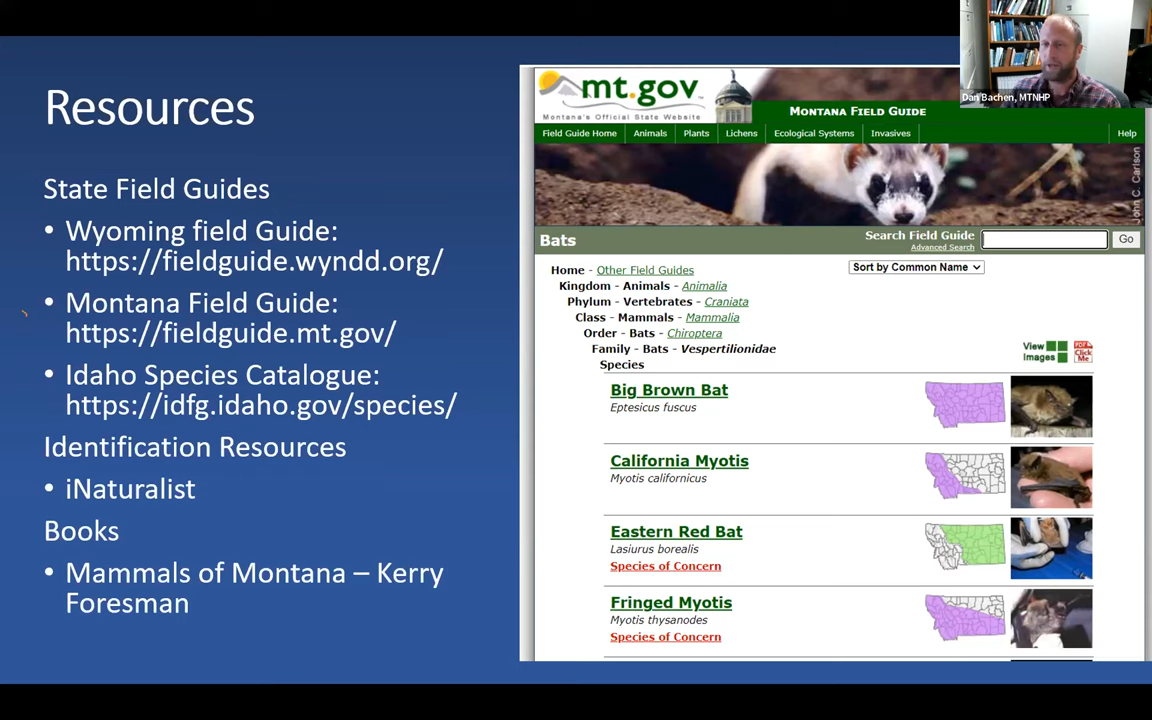 Resources
State Field Guides
• Wyoming field Guide:
https://fieldguide.wyndd.org/
• Montana Field Guide:
https://fieldguide.mt.gov/
• Idaho Species Catalogue:
https://idfg.idaho.gov/species/
Identification Resources
• iNaturalist
Books
• Mammals of Montana – Kerry
Foresman
mt.gov
Montana's Official State Website
MONTANA FIELD GUIDE
Field Guide Home Animals Plants Lichens Ecological Systems Invasives Help
John C. Carlson
Bats
Search Field Guide Go
Advanced Search
Home - Other Field Guides
Sort by Common Name
Kingdom - Animals - Animalia
Phylum - Vertebrates - Craniata
Class - Mammals - Mammalia
Order - Bats - Chiroptera
Family - Bats - Vespertilionidae
Species
View
Images
PDF
Click
Me
Big Brown Bat
Eptesicus fuscus
California Myotis
Myotis californicus
Eastern Red Bat
Lasiurus borealis
Species of Concern
Fringed Myotis
Myotis thysanodes
Species of Concern
Dan Bachen, MTNHP